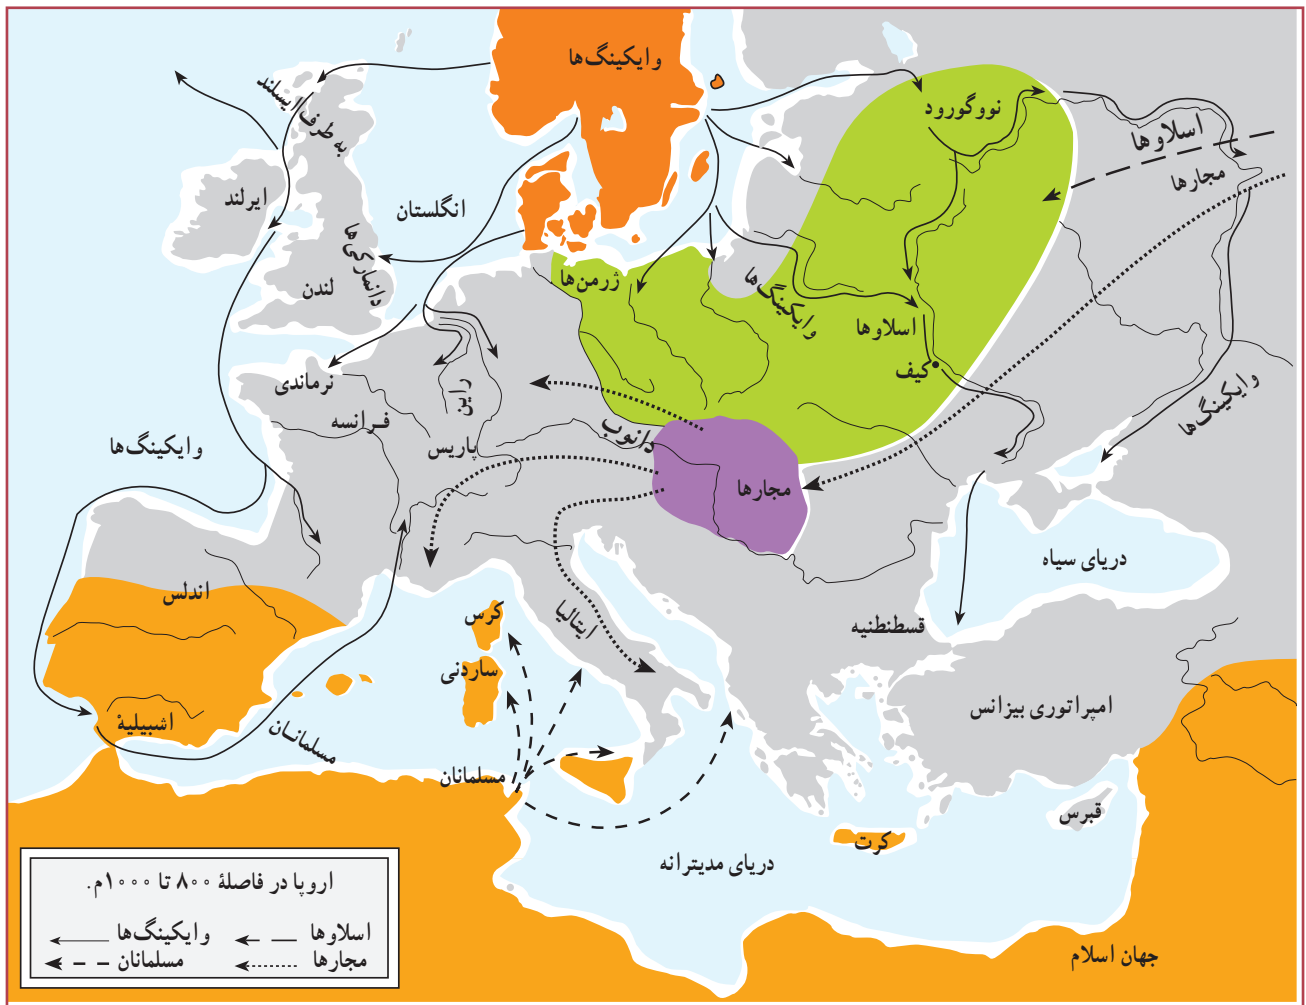 وایکینگ‌ها
به طرف ایسلند
نووگورود
اسلاوها
مجارها
ایرلند
انگلستان
دانمارکی‌ها
لندن
ژرمن‌ها
وایکینگ‌ها
اسلاوها
کیف
وایکینگ‌ها
نرماندی
فرانسه
راین
پاریس
دانوب
وایکینگ‌ها
مجارها
دریای سیاه
اندلس
کرس
ایتالیا
قسطنطنیه
ساردنی
امپراتوری بیزانس
اشبیلیهٔ
مسلمانان
مسلمانان
قبرس
کرت
دریای مدیترانه
جهان اسلام
اروپا در فاصلهٔ ۸۰۰ تا ۱۰۰۰م.
اسلاوها
وایکینگ‌ها
مجارها
مسلمانان